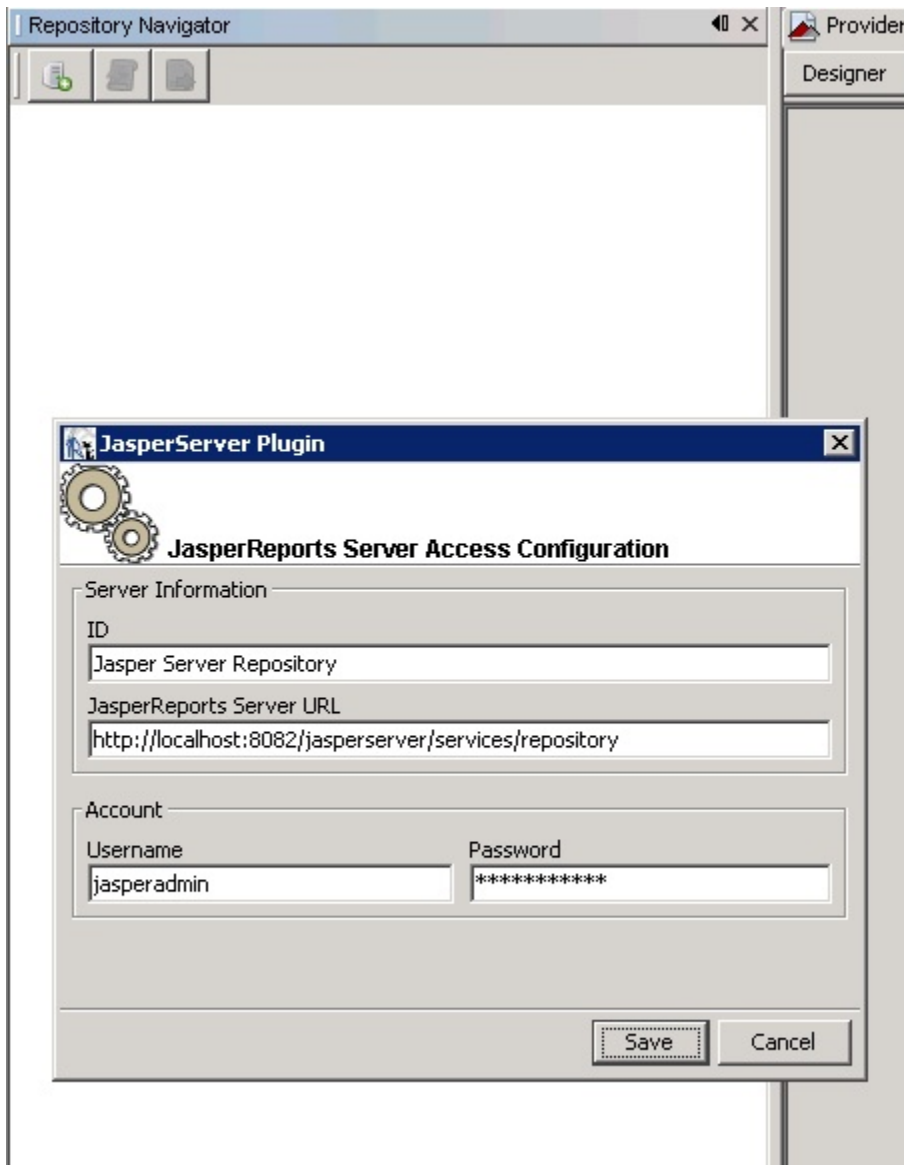 Repository Navigator
Provider
Designer
JasperServer Plugin
JasperReports Server Access Configuration
Server Information
ID
Jasper Server Repository
JasperReports Server URL
http://localhost:8082/jasperserver/services/repository
Account
Username Password
jasperadmin ***********
Save Cancel